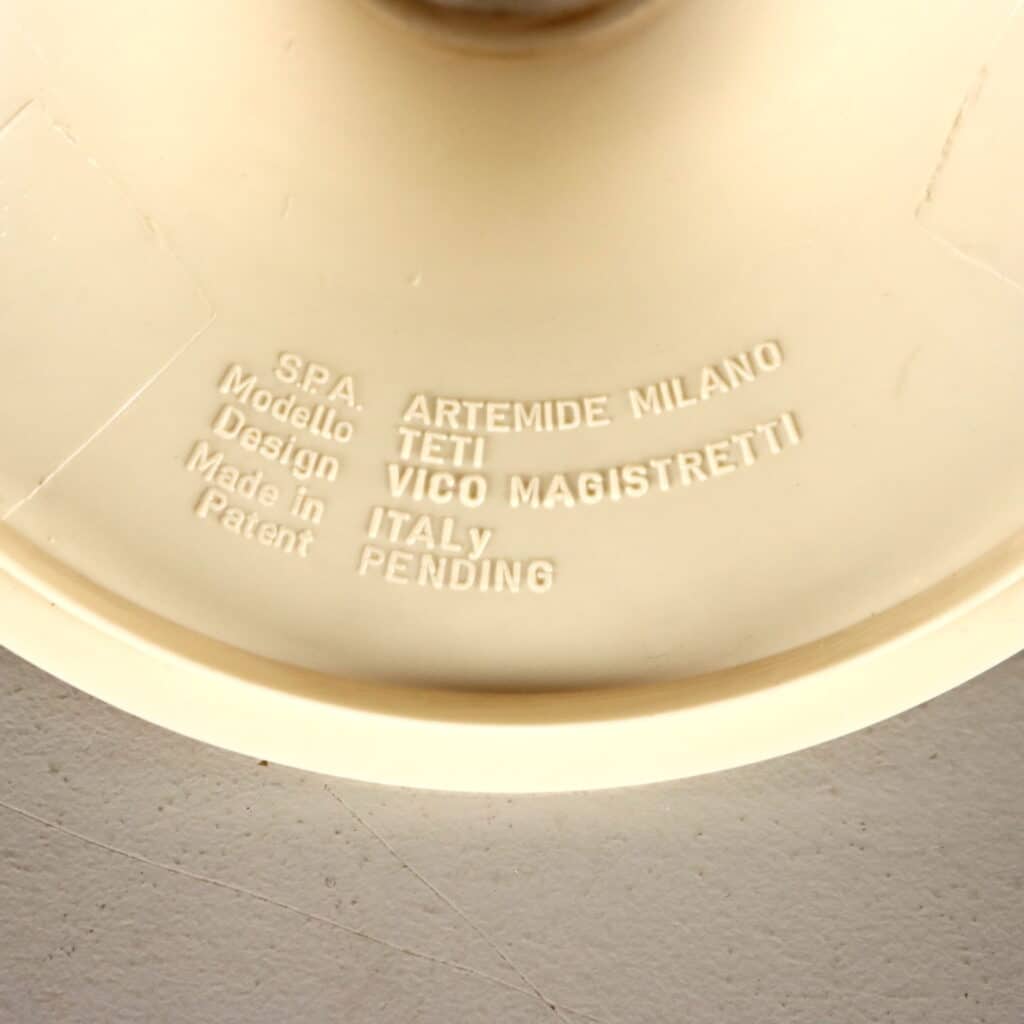 S.P.A. ARTEMIDE MILANO
Modello TETI
Design VICO MAGISTRETTI
Made in ITALy
Patent PENDING